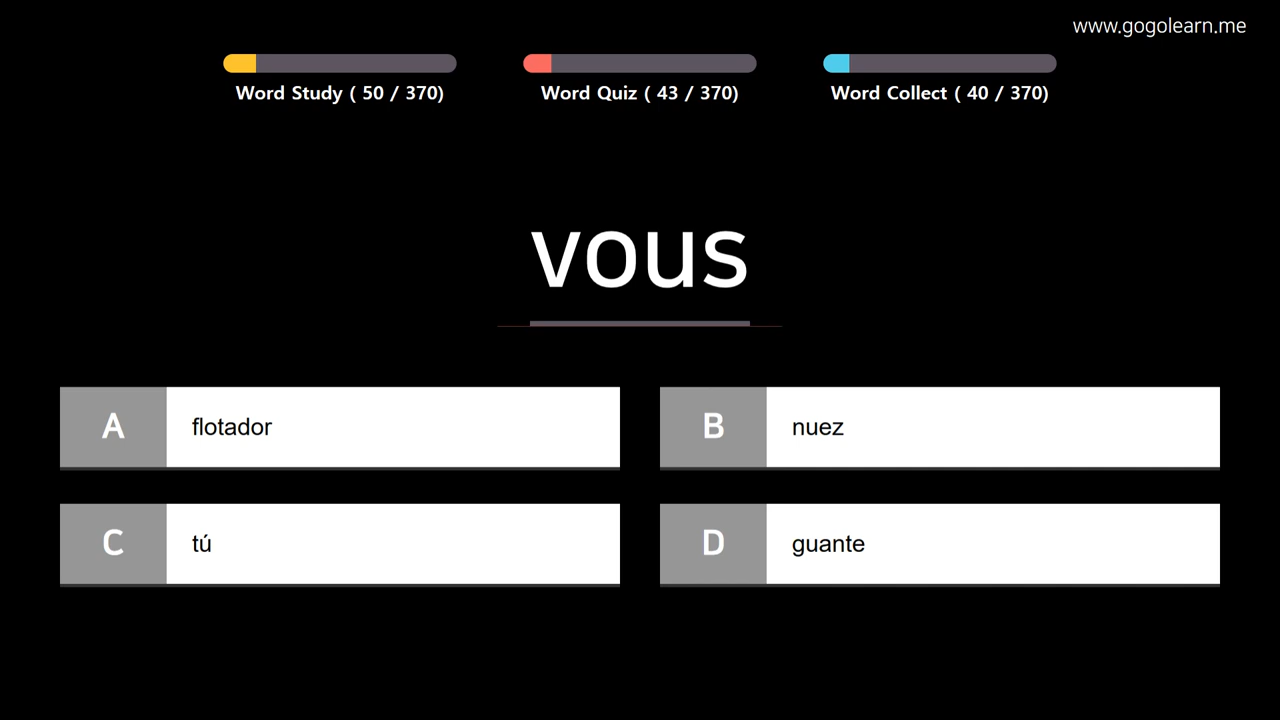 www.gogolearn.me
Word Study ( 50 / 370)
Word Quiz ( 43 / 370)
Word Collect ( 40 / 370)
vous
A flotador
B nuez
C tú
D guante